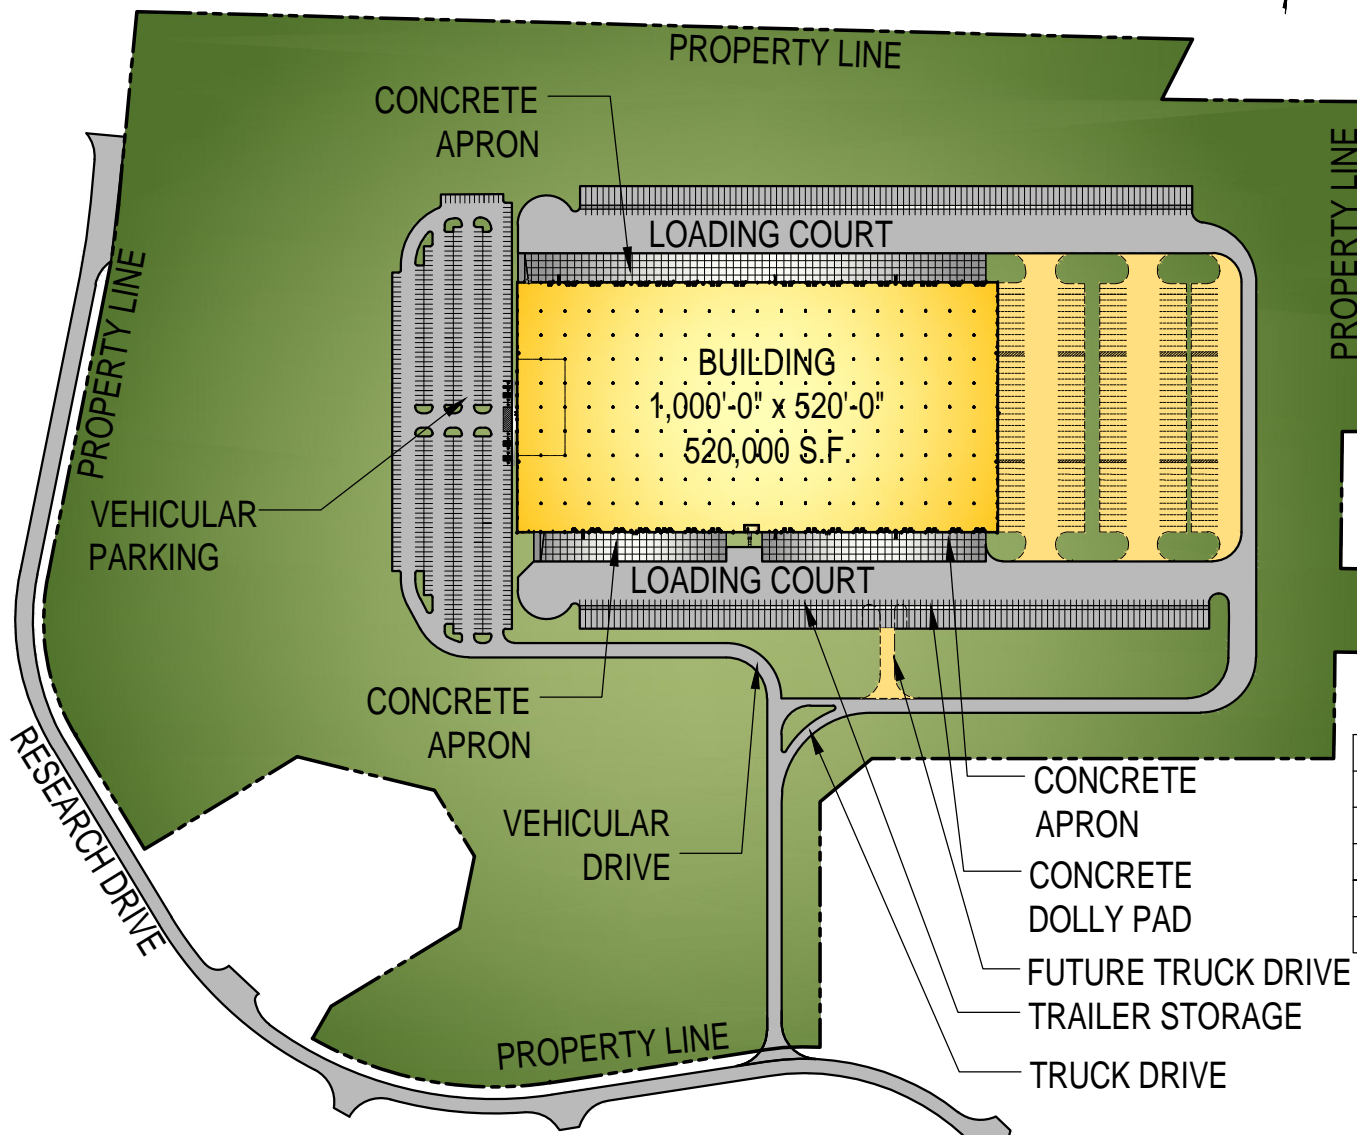 PROPERTY LINE
CONCRETE
APRON
PROPERTY LINE
LOADING COURT
PROPERTY LINE
BUILDING
1,000'-0" x 520'-0"
520,000 S.F.
VEHICULAR
PARKING
LOADING COURT
CONCRETE
APRON
RESEARCH DRIVE
VEHICULAR
DRIVE
CONCRETE
APRON
CONCRETE
DOLLY PAD
FUTURE TRUCK DRIVE
TRAILER STORAGE
PROPERTY LINE
TRUCK DRIVE